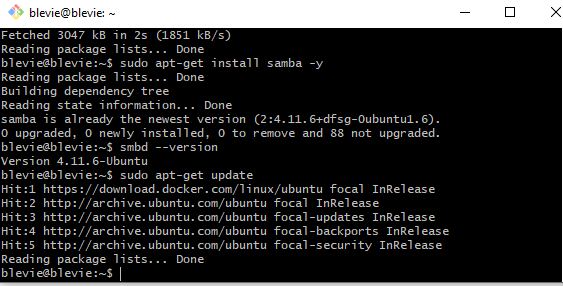 blevie@blevie: ~
Fetched 3047 kB in 2s (1851 kB/s)
Reading package lists... Done
blevie@blevie:~$ sudo apt-get install samba -y
Reading package lists... Done
Building dependency tree
Reading state information... Done
samba is already the newest version (2:4.11.6+dfsg-0ubuntu1.6).
0 upgraded, 0 newly installed, 0 to remove and 88 not upgraded.
blevie@blevie:~$ smbd --version
Version 4.11.6-Ubuntu
blevie@blevie:~$ sudo apt-get update
Hit:1 https://download.docker.com/linux/ubuntu focal InRelease
Hit:2 http://archive.ubuntu.com/ubuntu focal InRelease
Hit:3 http://archive.ubuntu.com/ubuntu focal-updates InRelease
Hit:4 http://archive.ubuntu.com/ubuntu focal-backports InRelease
Hit:5 http://archive.ubuntu.com/ubuntu focal-security InRelease
Reading package lists... Done
blevie@blevie:~$